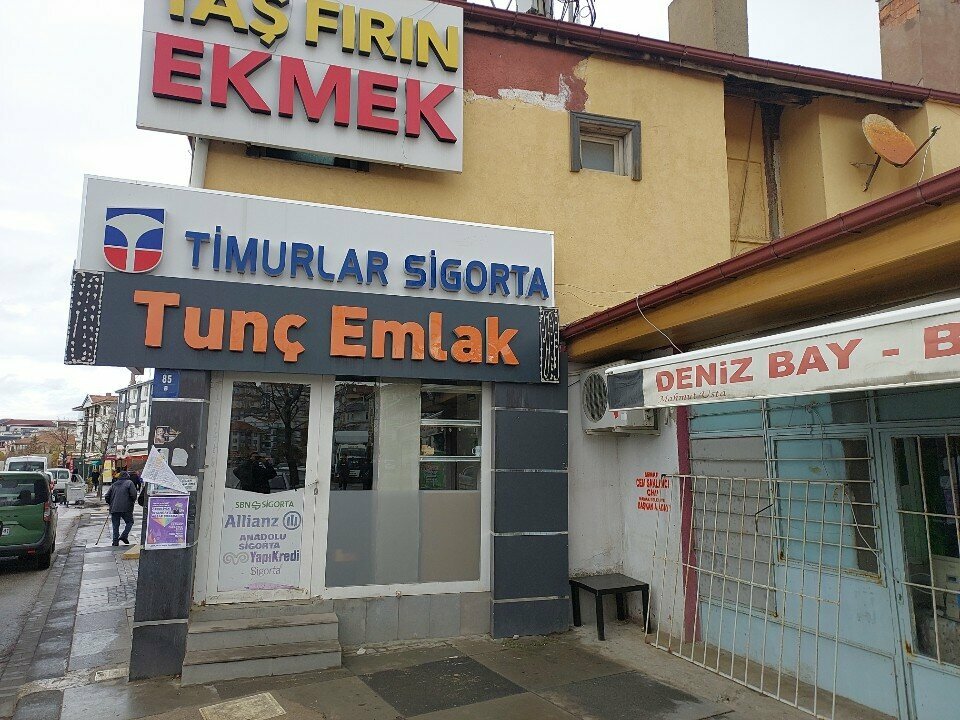 TAŞ FIRIN
EKMEK
TİMURLAR SİGORTA
Tunç Emlak
DENİZ BAY - B
Mahmut Usta
85
SBN SİGORTA
Allianz
ANADOLU
SİGORTA
YapıKredi
Sigorta